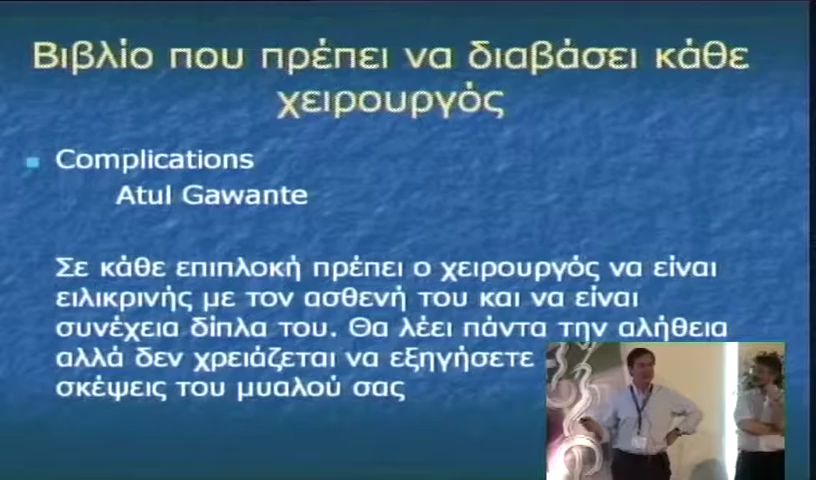 Βιβλίο που πρέπει να διαβάσει κάθε
χειρουργός
Complications
Atul Gawante
Σε κάθε επιπλοκή πρέπει ο χειρουργός να είναι
ειλικρινής με τον ασθενή του και να είναι
συνέχεια δίπλα του. Θα λέει πάντα την αλήθεια
αλλά δεν χρειάζεται να εξηγήσετε
σκέψεις του μυαλού σας